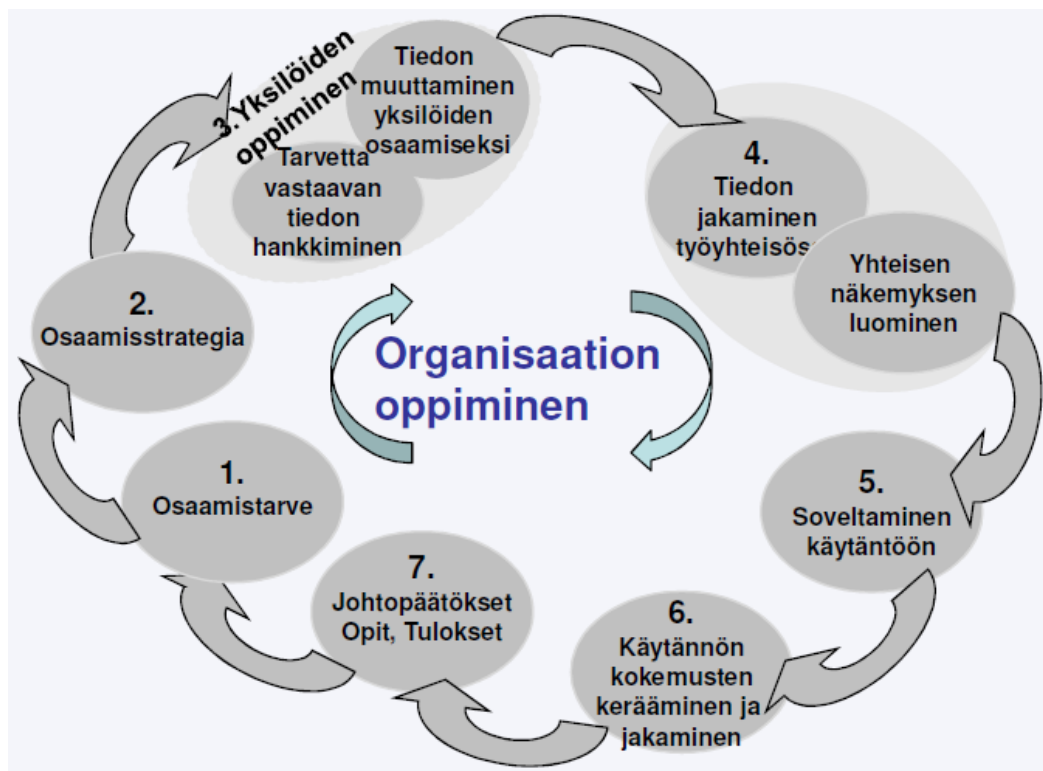 Organisaation
oppiminen
1.
Osaamistarve
2.
Osaamisstrategia
3.Yksilöiden
oppiminen
Tarvetta
vastaavan
tiedon
hankkiminen
Tiedon
muuttaminen
yksilöiden
osaamiseksi
4.
Tiedon
jakaminen
Yhteisen
näkemyksen
luominen
5.
Soveltaminen
käytäntöön
6.
Käytännön
kokemusten
kerääminen ja
jakaminen
7.
Johtopäätökset
Opit, Tulokset